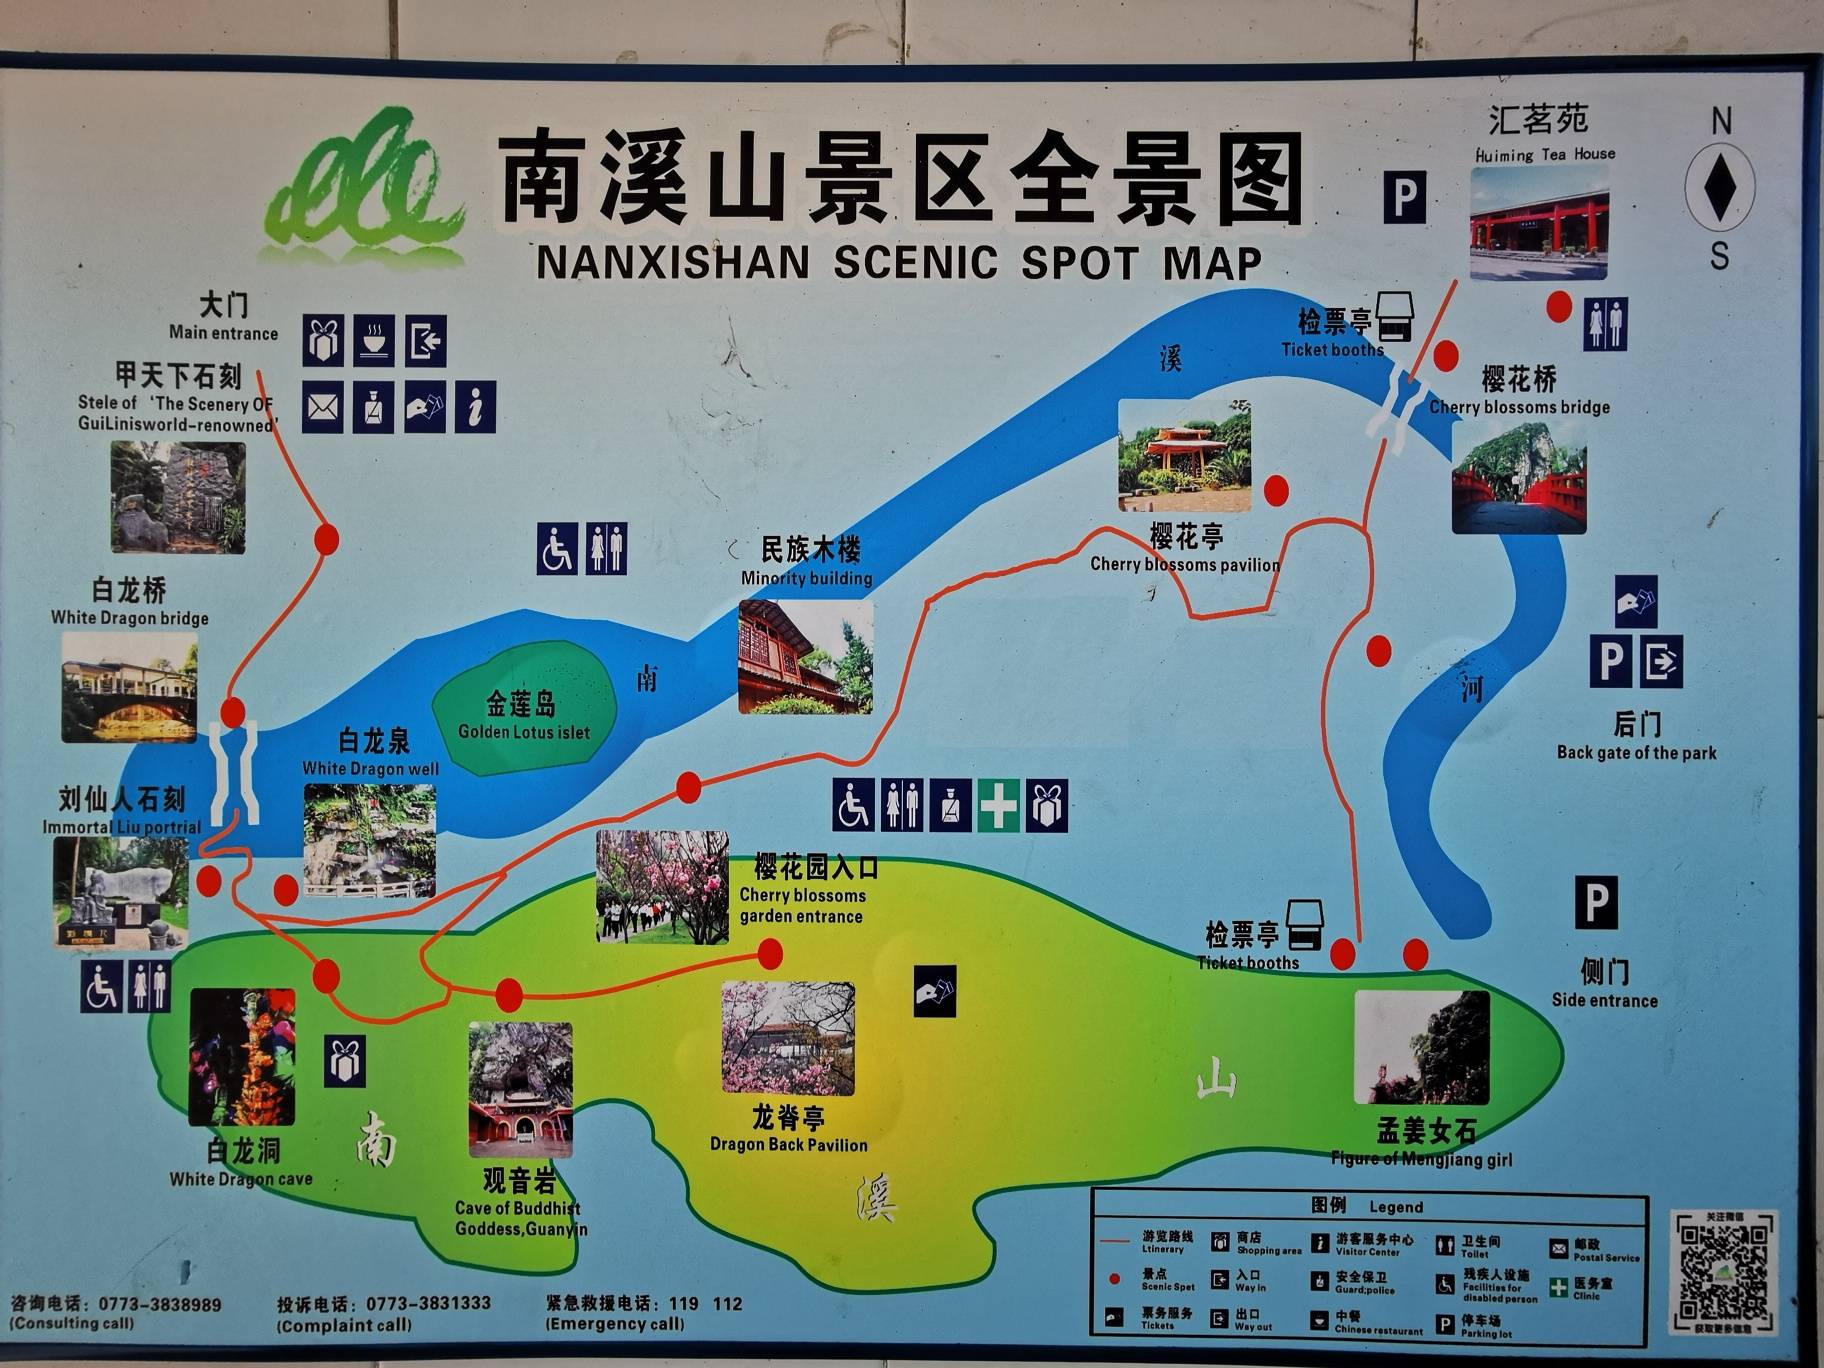 南溪山景区全景图
NANXISHAN SCENIC SPOT MAP
汇茗苑
Huiming Tea House
N
S
P
大门
Main entrance
甲天下石刻
Stele of ‘The Scenery OF
GuiLinisworld-renowned’
检票亭
Ticket booths
溪
樱花桥
Cherry blossoms bridge
樱花亭
Cherry blossoms pavilion
民族木楼
Minority building
白龙桥
White Dragon bridge
南
金莲岛
Golden Lotus islet
河
P
后门
Back gate of the park
白龙泉
White Dragon well
刘仙人石刻
Immortal Liu portrial
樱花园入口
Cherry blossoms
garden entrance
P
检票亭
Ticket booths
侧门
Side entrance
白龙洞
White Dragon cave
南
观音岩
Cave of Buddhist
Goddess,Guanyin
龙脊亭
Dragon Back Pavilion
溪
山
孟姜女石
Figure of Mengjiang girl
图例 Legend
游览路线
Ltinerary
商店
Shopping area
游客服务中心
Visitor Center
卫生间
Toilet
邮政
Postal Service
景点
Scenic Spot
入口
Way in
安全保卫
Guard;police
残疾人设施
Facilities for
disabled person
医务室
Clinic
票务服务
Tickets
出口
Way out
中餐
Chinese restaurant
P
停车场
Parking lot
关注微信
获取更多信息
咨询电话：0773-3838989
(Consulting call)
投诉电话：0773-3831333
(Complaint call)
紧急救援电话：119 112
(Emergency call)